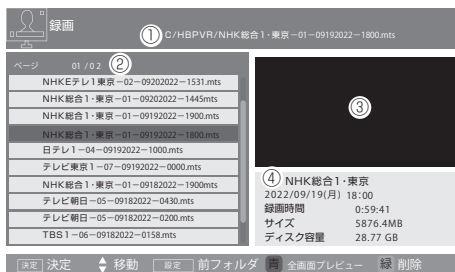 録画
① C/HBPVR/NHK総合1・東京－01－09192022－1800.mts
ページ 01/02 ②
NHKEテレ1東京－02－09202022－1531.mts
NHK総合1・東京－01－09202022－1445mts
NHK総合1・東京－01－09192022－1900.mts
NHK総合1・東京－01－09192022－1800.mts
日テレ1－04－09192022－1000.mts
テレビ東京1－07－09192022－0000.mts
NHK総合1・東京－01－09182022－1900mts
テレビ朝日－05－09182022－0430.mts
テレビ朝日－05－09182022－0200.mts
TBS1－06－09182022－0158.mts
③
④ NHK総合1・東京
2022/09/19(月) 18:00
録画時間 0:59:41
サイズ 5876.4MB
ディスク容量 28.77 GB
決定 決定 移動 設定 前フォルダ 青 全画面プレビュー 緑 削除